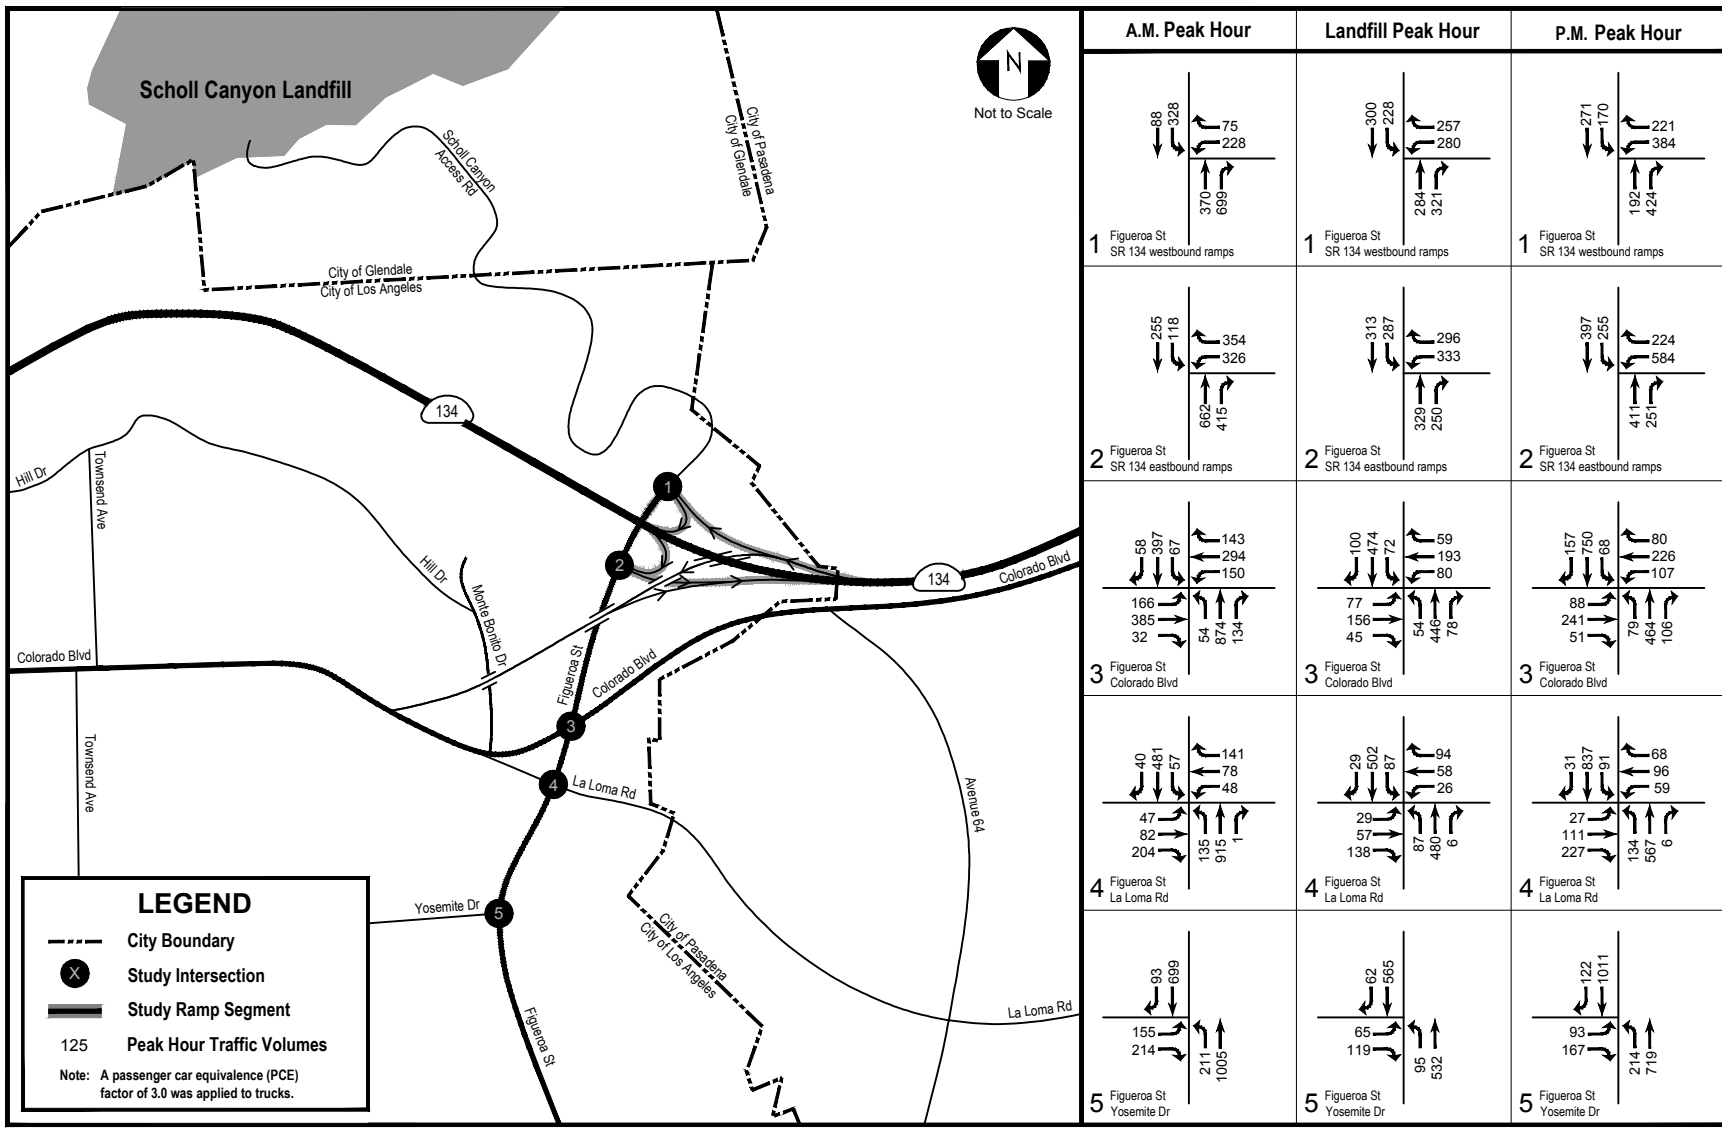 Scholl Canyon Landfill
N
Not to Scale
City of Pasadena
City of Glendale
Scholl Canyon
Access Rd
City of Glendale
City of Los Angeles
134
Hill Dr
Townsend Ave
1
2
134
Colorado Blvd
Hill Dr
Monte Bonito Dr
Colorado Blvd
Figueroa St
Colorado Blvd
3
Townsend Ave
4
La Loma Rd
Avenue 64
Yosemite Dr
5
City of Pasadena
City of Los Angeles
La Loma Rd
Figueroa St
LEGEND
City Boundary
X
Study Intersection
Study Ramp Segment
125
Peak Hour Traffic Volumes
Note: A passenger car equivalence (PCE)
factor of 3.0 was applied to trucks.
A.M. Peak Hour
Landfill Peak Hour
P.M. Peak Hour
88
328
75
228
370
699
1
Figueroa St
SR 134 westbound ramps
300
228
257
280
284
321
1
Figueroa St
SR 134 westbound ramps
271
170
221
384
192
424
1
Figueroa St
SR 134 westbound ramps
255
118
354
326
662
415
2
Figueroa St
SR 134 eastbound ramps
313
287
296
333
329
250
2
Figueroa St
SR 134 eastbound ramps
397
255
224
584
411
251
2
Figueroa St
SR 134 eastbound ramps
58
397
67
143
294
150
166
385
32
54
874
134
3
Figueroa St
Colorado Blvd
100
474
72
59
193
80
77
156
45
54
446
78
3
Figueroa St
Colorado Blvd
157
750
68
80
226
107
88
241
51
79
464
106
3
Figueroa St
Colorado Blvd
40
481
57
141
78
48
47
82
204
135
915
1
4
Figueroa St
La Loma Rd
29
502
87
94
58
26
29
57
138
87
480
6
4
Figueroa St
La Loma Rd
31
837
91
68
96
59
27
111
227
134
567
6
4
Figueroa St
La Loma Rd
93
699
155
214
211
1005
5
Figueroa St
Yosemite Dr
62
565
65
119
95
532
5
Figueroa St
Yosemite Dr
122
1011
93
167
214
719
5
Figueroa St
Yosemite Dr